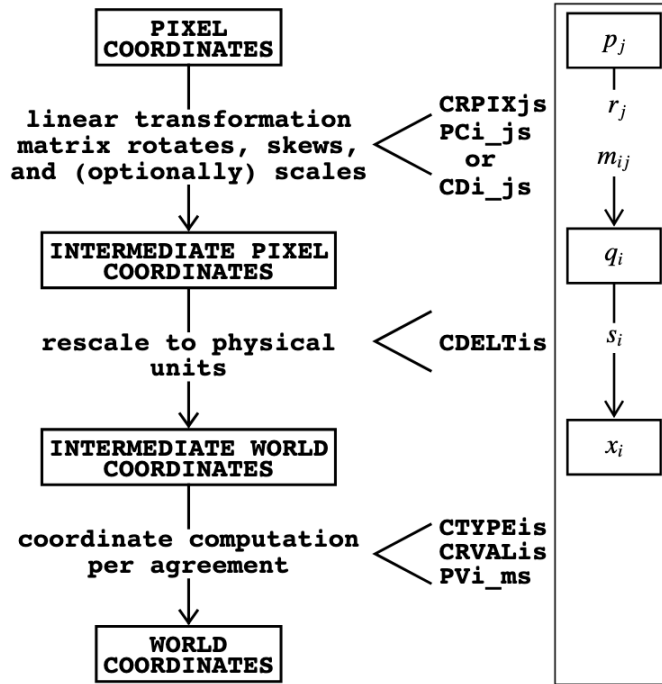 PIXEL
COORDINATES
linear transformation
matrix rotates, skews,
and (optionally) scales
CRPIXjs
PCi_js
or
CDi_js
INTERMEDIATE PIXEL
COORDINATES
rescale to physical
units
CDELTis
INTERMEDIATE WORLD
COORDINATES
coordinate computation
per agreement
CTYPEis
CRVALis
PVi_ms
WORLD
COORDINATES
p_j
r_j
m_ij
q_i
s_i
x_i